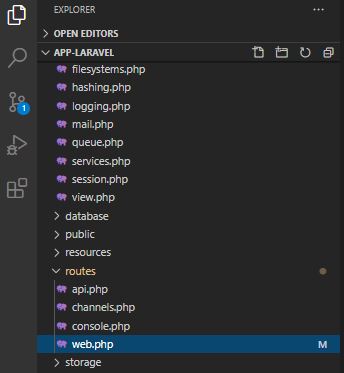 EXPLORER
OPEN EDITORS
APP-LARAVEL
filesystems.php
hashing.php
logging.php
mail.php
queue.php
services.php
session.php
view.php
database
public
resources
routes
api.php
channels.php
console.php
web.php M
storage
1